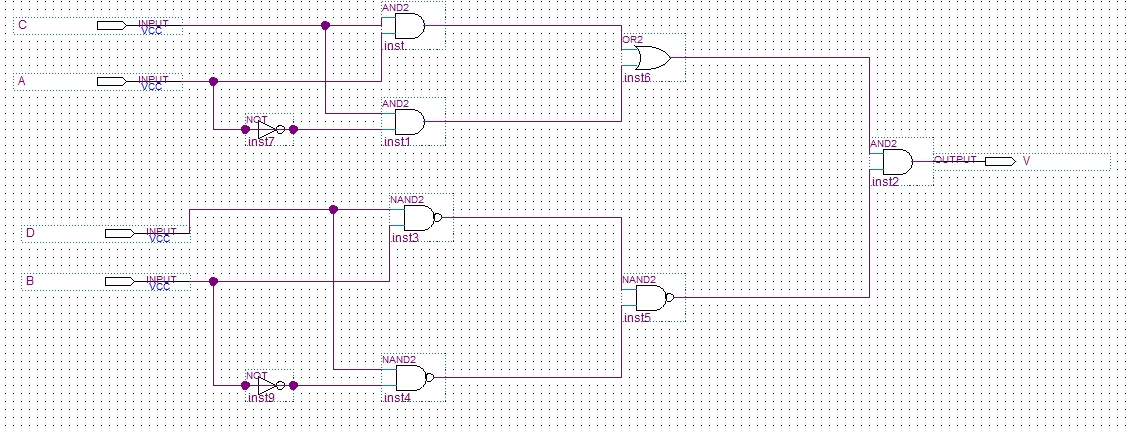 AND2
C INPUT
VCC
inst
OR2
A INPUT
VCC
inst6
AND2
NOT
inst7
inst1
AND2
OUTPUT V
inst2
NAND2
D INPUT
VCC
inst3
B INPUT
VCC
NAND2
inst5
NAND2
NOT
inst9
inst4